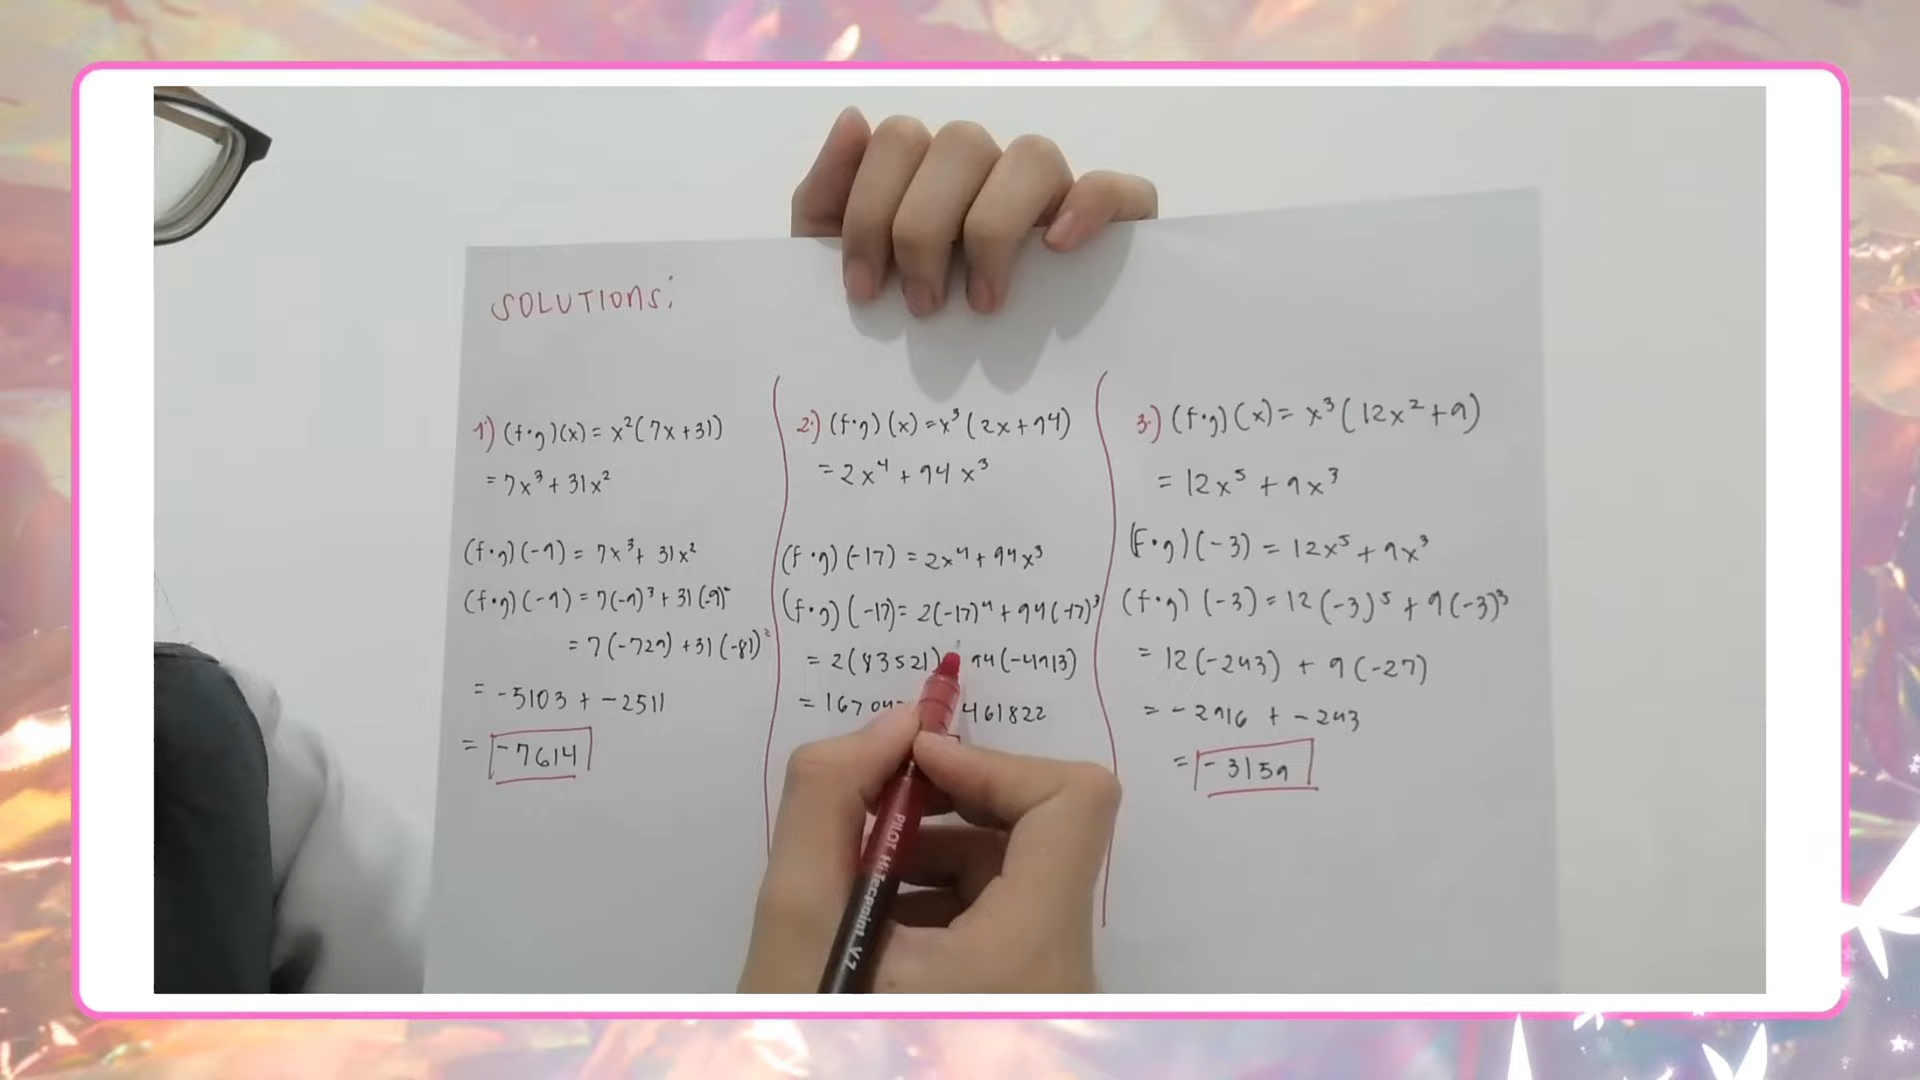 SOLUTIONS:
1.) (f•g)(x) = x²(7x+31)
= 7x³ + 31x²
(f•g)(-9) = 7x³ + 31x²
(f•g)(-9) = 7(-9)³ + 31(-9)²
= 7(-729) + 31(-81)²
= -5103 + -2511
= -7614
2.) (f•g)(x) = x³(2x+94)
= 2x⁴ + 94x³
(f•g)(-17) = 2x⁴ + 94x³
(f•g)(-17) = 2(-17)⁴ + 94(-17)³
= 2(83521) 94(-4913)
= 16704 461822
3.) (f•g)(x) = x³(12x²+9)
= 12x⁵ + 9x³
(f•g)(-3) = 12x⁵ + 9x³
(f•g)(-3) = 12(-3)⁵ + 9(-3)³
= 12(-243) + 9(-27)
= -2916 + -243
= -3159
PILOT Hi-Tecpoint V7